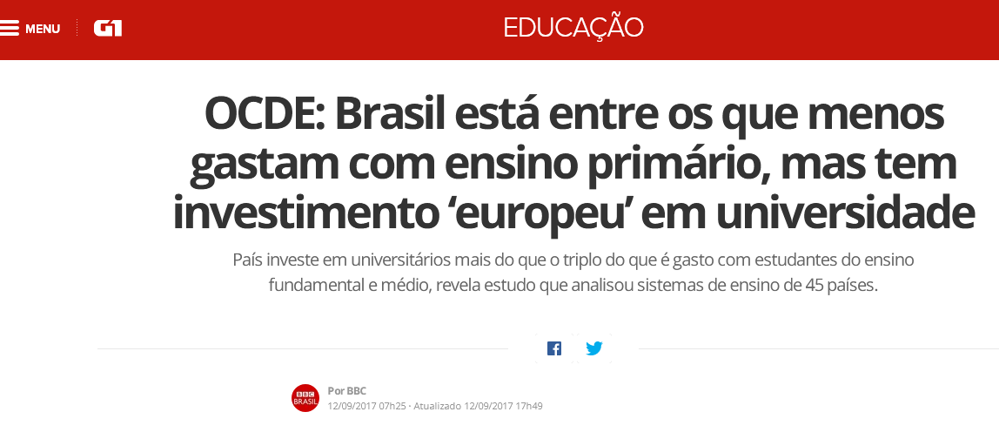 MENU
G1
EDUCAÇÃO
OCDE: Brasil está entre os que menos
gastam com ensino primário, mas tem
investimento ‘europeu’ em universidade
País investe em universitários mais do que o triplo do que é gasto com estudantes do ensino
fundamental e médio, revela estudo que analisou sistemas de ensino de 45 países.
BBC
BRASIL
Por BBC
12/09/2017 07h25 · Atualizado 12/09/2017 17h49